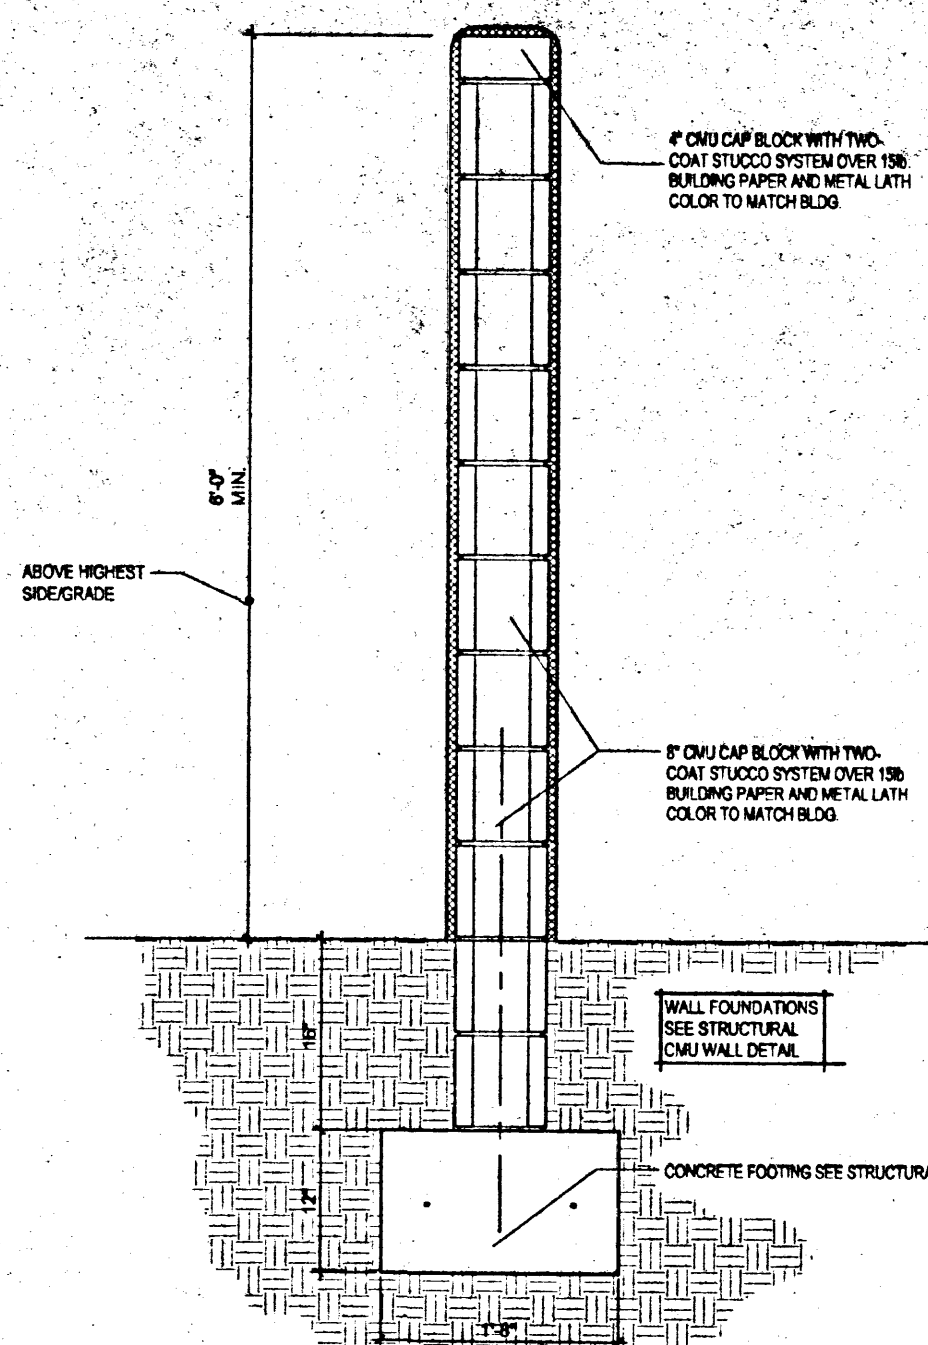 4" CMU CAP BLOCK WITH TWO-
COAT STUCCO SYSTEM OVER 15lb.
BUILDING PAPER AND METAL LATH
COLOR TO MATCH BLDG.
6'-0"
MIN.
ABOVE HIGHEST
SIDE/GRADE
8" CMU CAP BLOCK WITH TWO-
COAT STUCCO SYSTEM OVER 15lb
BUILDING PAPER AND METAL LATH
COLOR TO MATCH BLDG.
WALL FOUNDATIONS
SEE STRUCTURAL
CMU WALL DETAIL
16"
CONCRETE FOOTING SEE STRUCTURA
12"
1'-8"